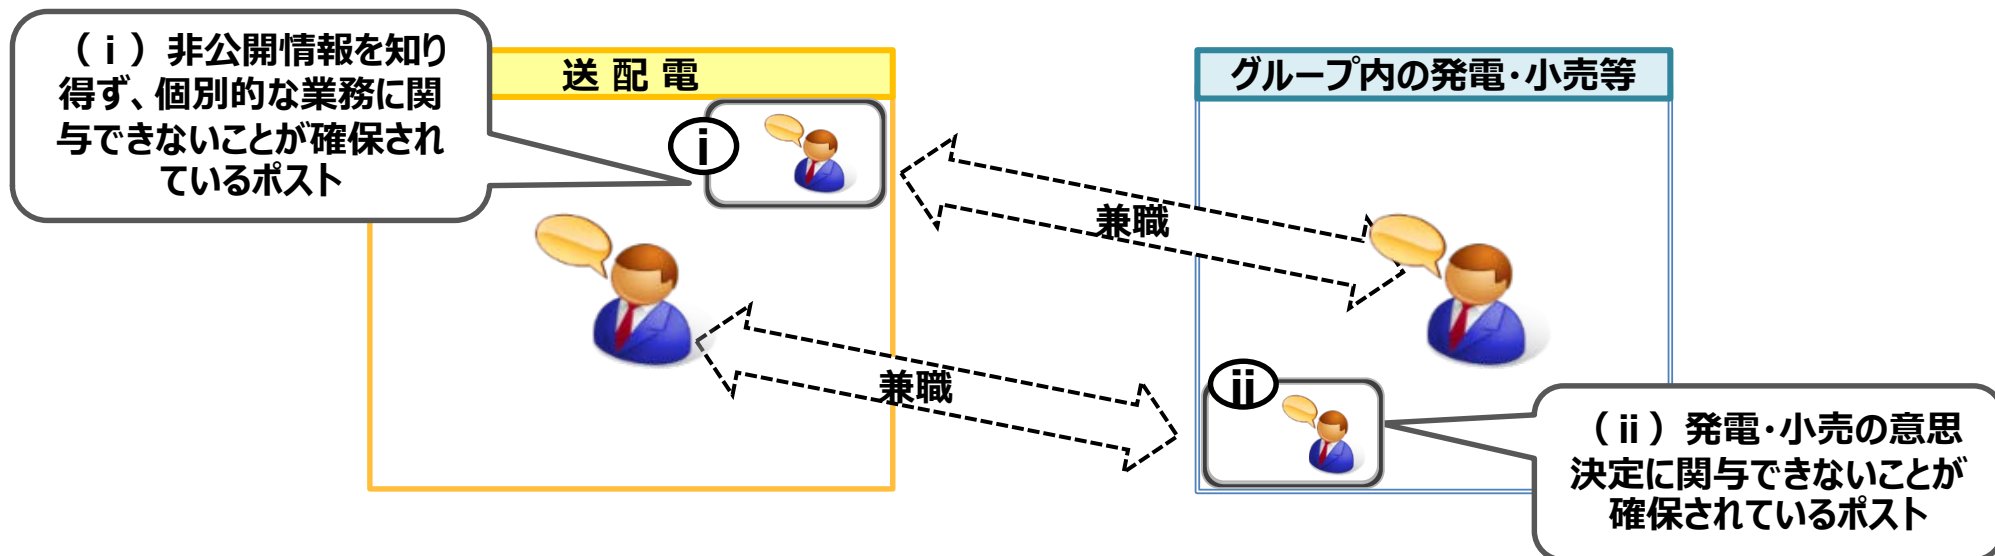 （ⅰ）非公開情報を知り
得ず、個別的な業務に関
与できないことが確保され
ているポスト
送 配 電
グループ内の発電・小売等
i
兼職
兼職
ii
（ⅱ）発電・小売の意思
決定に関与できないことが
確保されているポスト